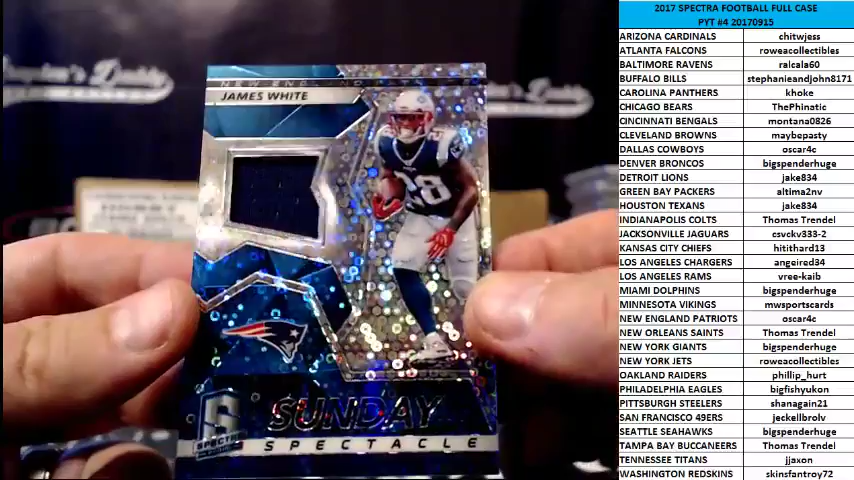 NEW ENGLAND PATRIOTS
JAMES WHITE
28
SUNDAY
SPECTACLE
SPECTRA
2017 SPECTRA FOOTBALL FULL CASE
PYT #4 20170915
ARIZONA CARDINALS chitwjess
ATLANTA FALCONS roweacollectibles
BALTIMORE RAVENS ralcala60
BUFFALO BILLS stephanieandjohn8171
CAROLINA PANTHERS khoke
CHICAGO BEARS ThePhinatic
CINCINNATI BENGALS montana0826
CLEVELAND BROWNS maybepasty
DALLAS COWBOYS oscar4c
DENVER BRONCOS bigspenderhuge
DETROIT LIONS jake834
GREEN BAY PACKERS altima2nv
HOUSTON TEXANS jake834
INDIANAPOLIS COLTS Thomas Trendel
JACKSONVILLE JAGUARS csvckv333-2
KANSAS CITY CHIEFS hitithard13
LOS ANGELES CHARGERS angeired34
LOS ANGELES RAMS vree-kaib
MIAMI DOLPHINS bigspenderhuge
MINNESOTA VIKINGS mwsportscards
NEW ENGLAND PATRIOTS oscar4c
NEW ORLEANS SAINTS Thomas Trendel
NEW YORK GIANTS bigspenderhuge
NEW YORK JETS roweacollectibles
OAKLAND RAIDERS phillip_hurt
PHILADELPHIA EAGLES bigfishyukon
PITTSBURGH STEELERS shanagain21
SAN FRANCISCO 49ERS jeckellbrolv
SEATTLE SEAHAWKS bigspenderhuge
TAMPA BAY BUCCANEERS Thomas Trendel
TENNESSEE TITANS jjaxon
WASHINGTON REDSKINS skinsfantroy72